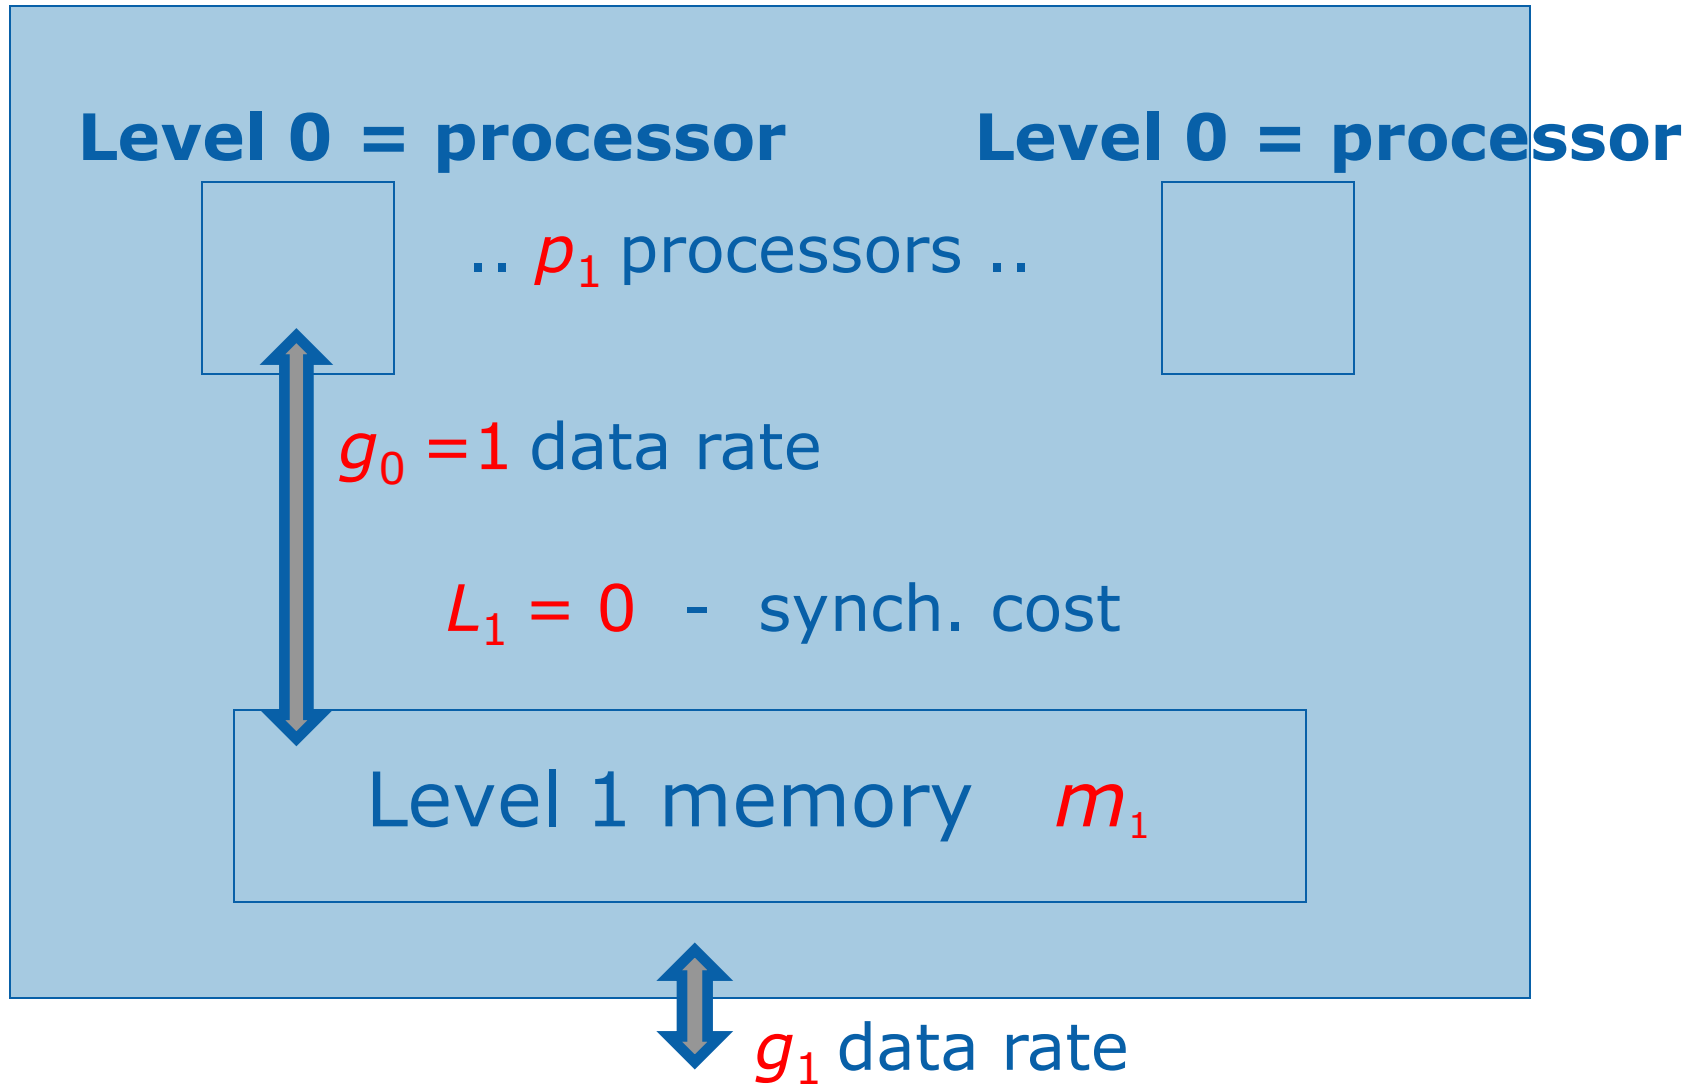 Level 0 = processor Level 0 = processor
.. p₁ processors ..
g₀ =1 data rate
L₁ = 0 - synch. cost
Level 1 memory m₁
g₁ data rate